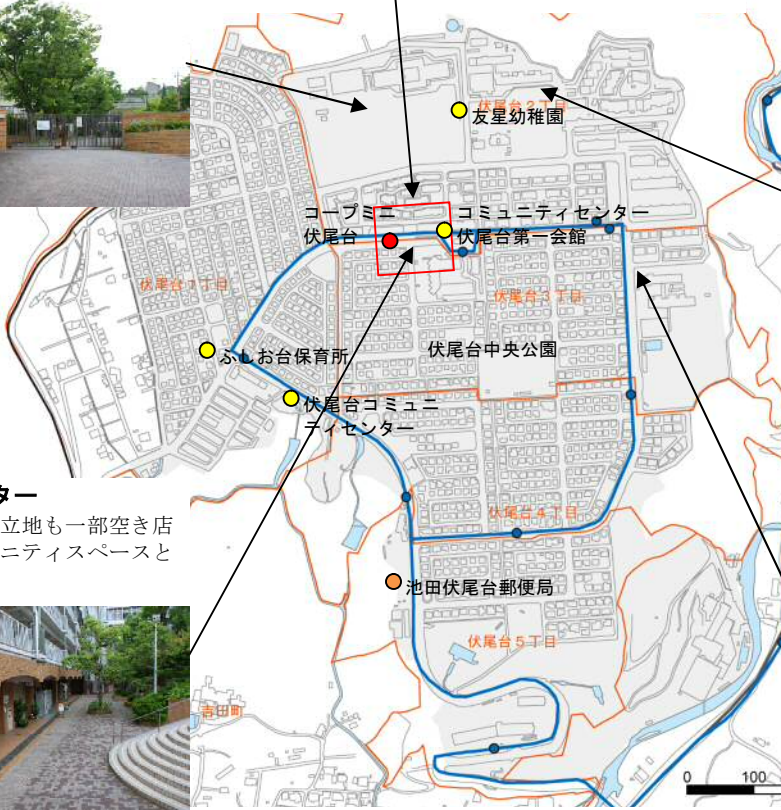 伏尾台2丁目
友星幼稚園
コープミニ
伏尾台
コミュニティセンター
伏尾台第一会館
伏尾台1丁目
伏尾台3丁目
伏尾台中央公園
ふしお台保育所
伏尾台コミュニ
ティセンター
ター
立地も一部空き店
ニティスペースと
伏尾台4丁目
池田伏尾台郵便局
伏尾台5丁目
吉田町
0 100